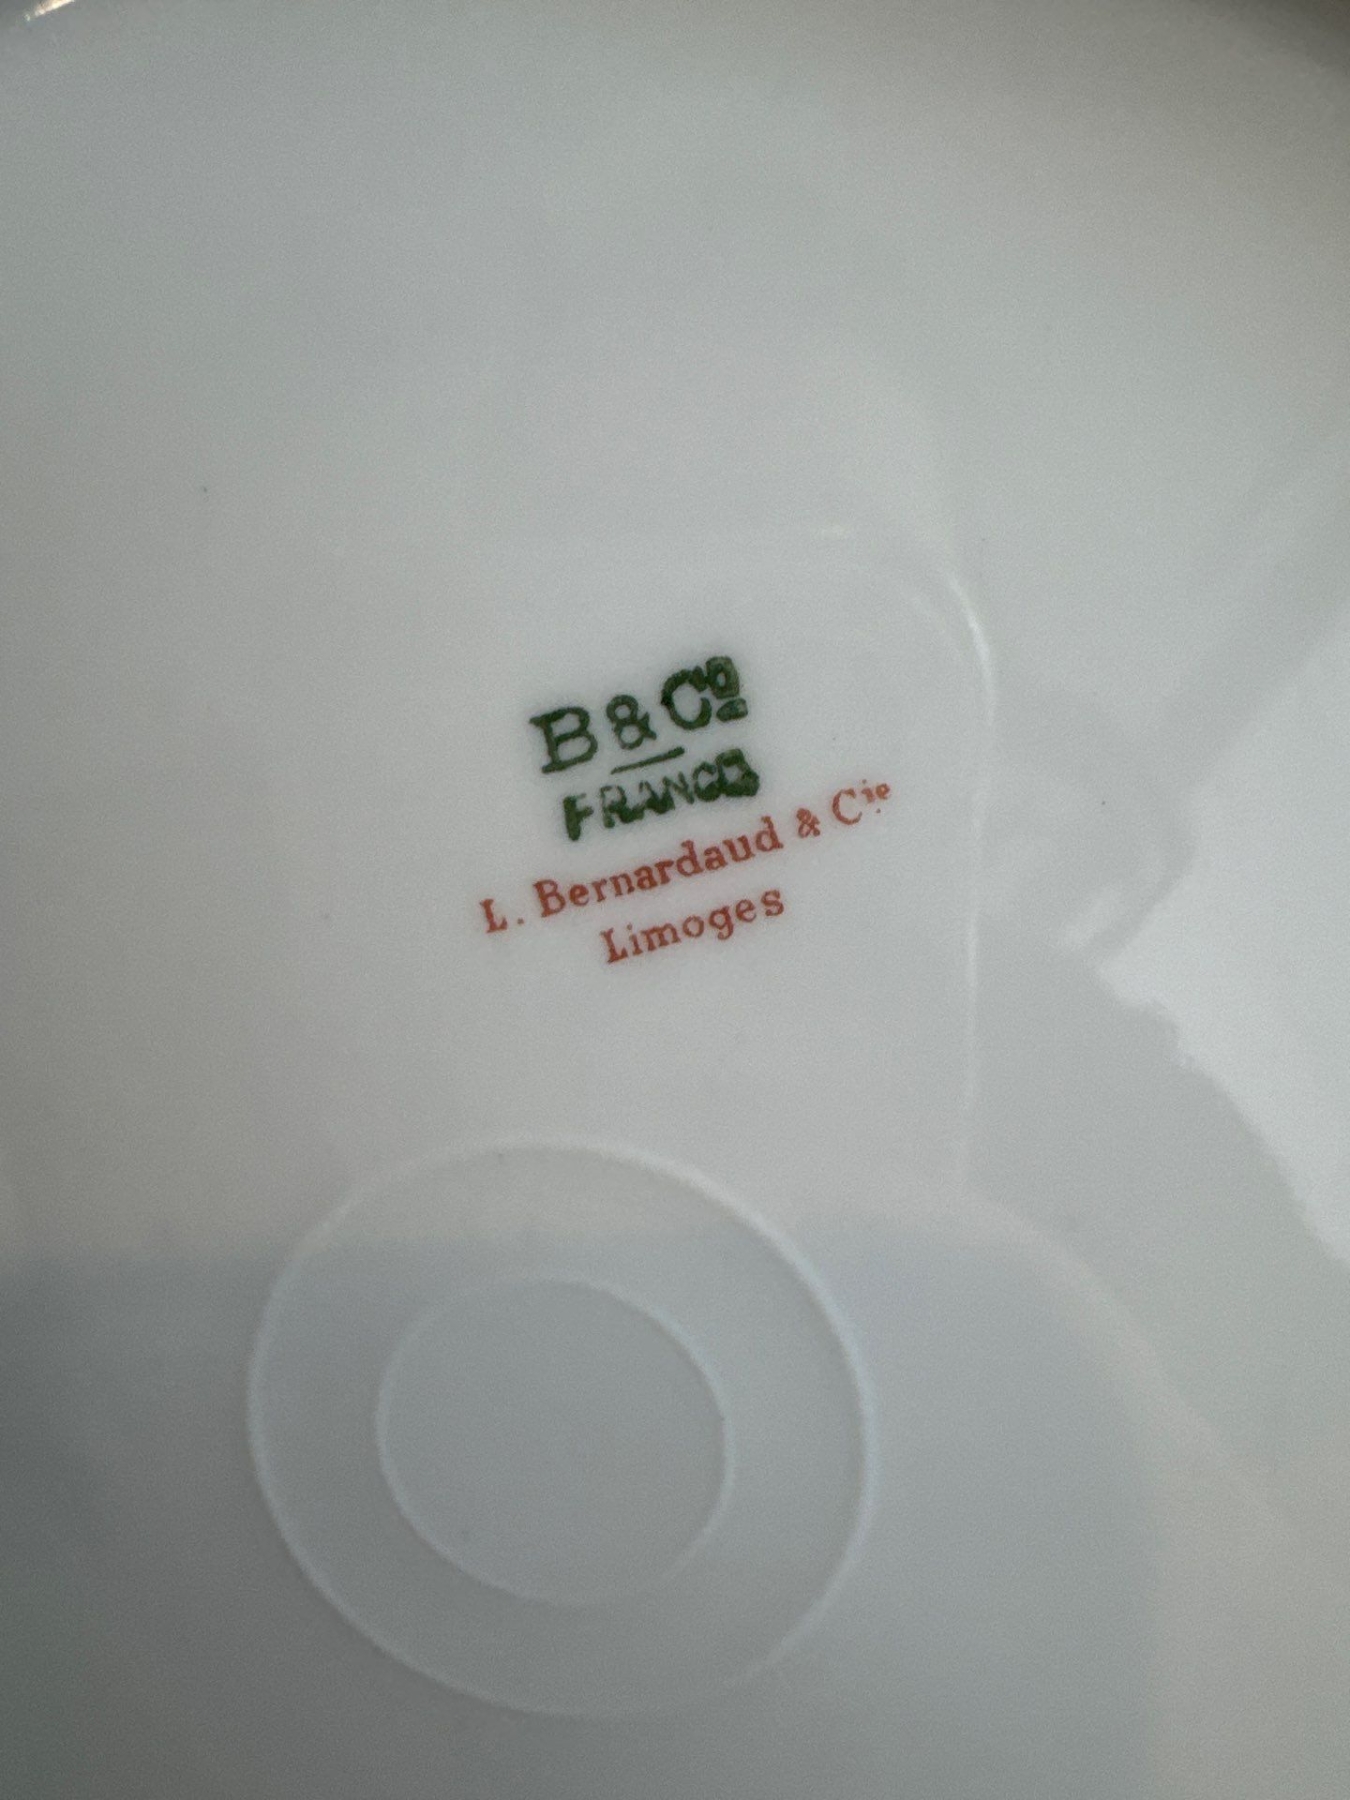 B & Cº
FRANCE
L. Bernardaud & Cie
Limoges